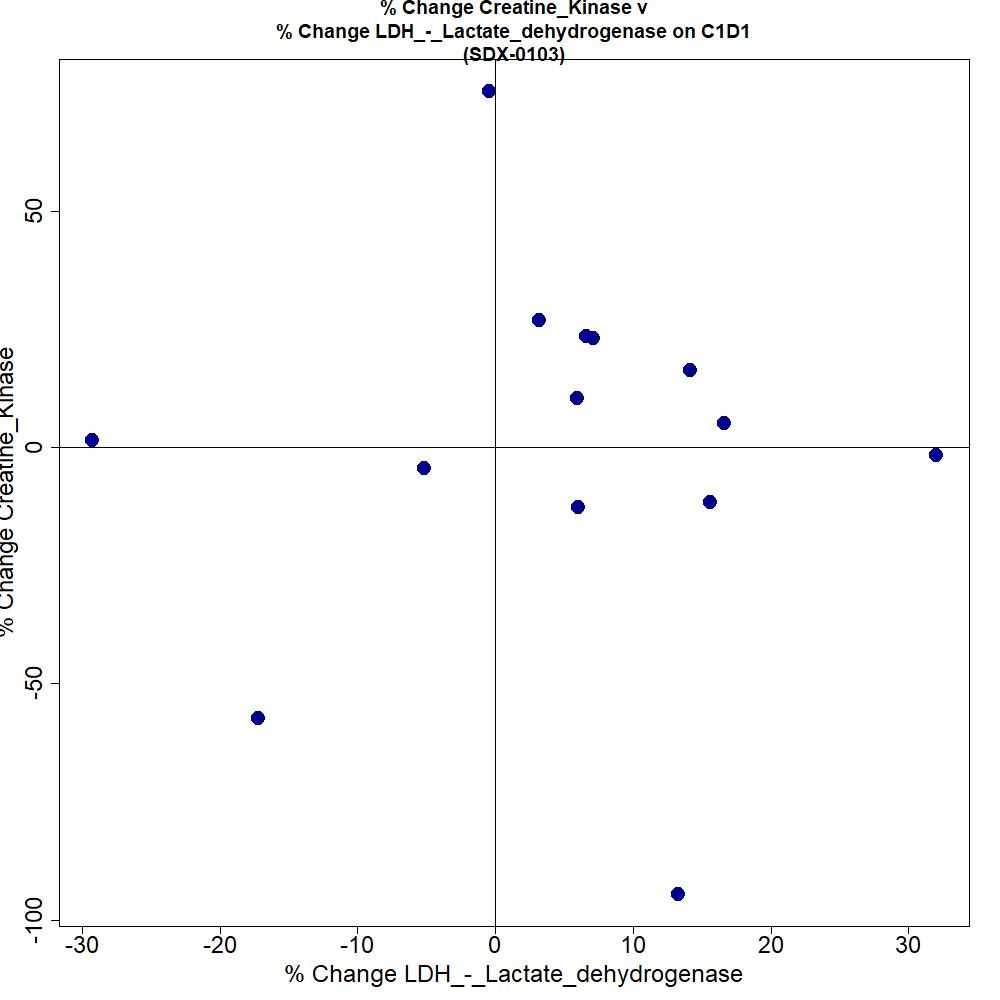 % Change Creatine_Kinase v
% Change LDH_-_Lactate_dehydrogenase on C1D1
(SDX-0103)
% Change Creatine_Kinase
50
0
-50
-100
-30 -20 -10 0 10 20 30
% Change LDH_-_Lactate_dehydrogenase